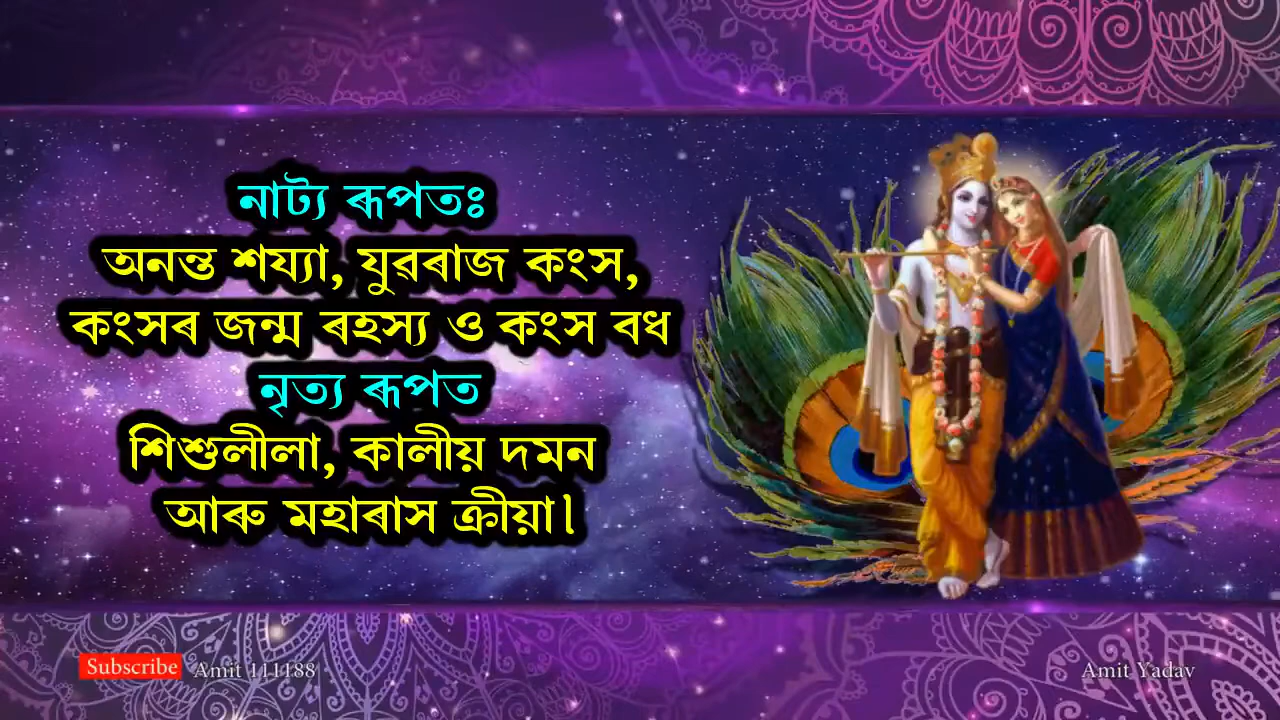 নাট্য ৰূপতঃ
অনন্ত শয্যা, যুৱৰাজ কংস,
কংসৰ জন্ম ৰহস্য ও কংস বধ
নৃত্য ৰূপত
শিশুলীলা, কালীয় দমন
আৰু মহাৰাস ক্ৰীয়া।
Subscribe Amit 111188
Amit Yadav